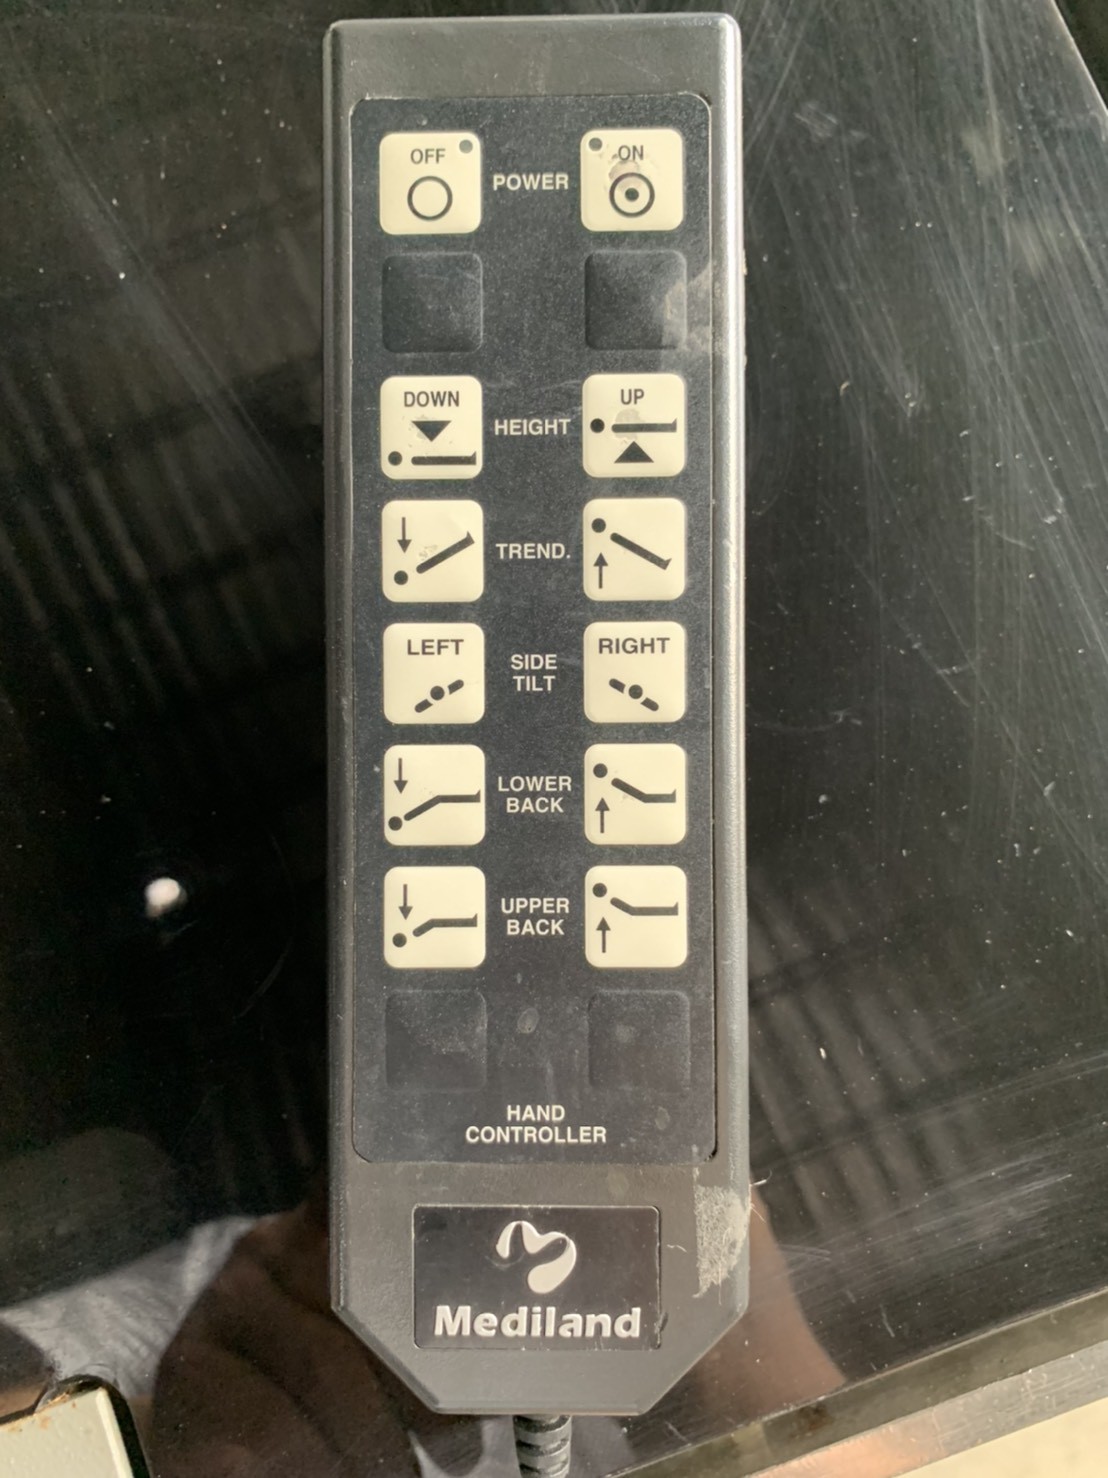 OFF
POWER
ON
DOWN
HEIGHT
UP
TREND.
LEFT
SIDE
TILT
RIGHT
LOWER
BACK
UPPER
BACK
HAND
CONTROLLER
Mediland